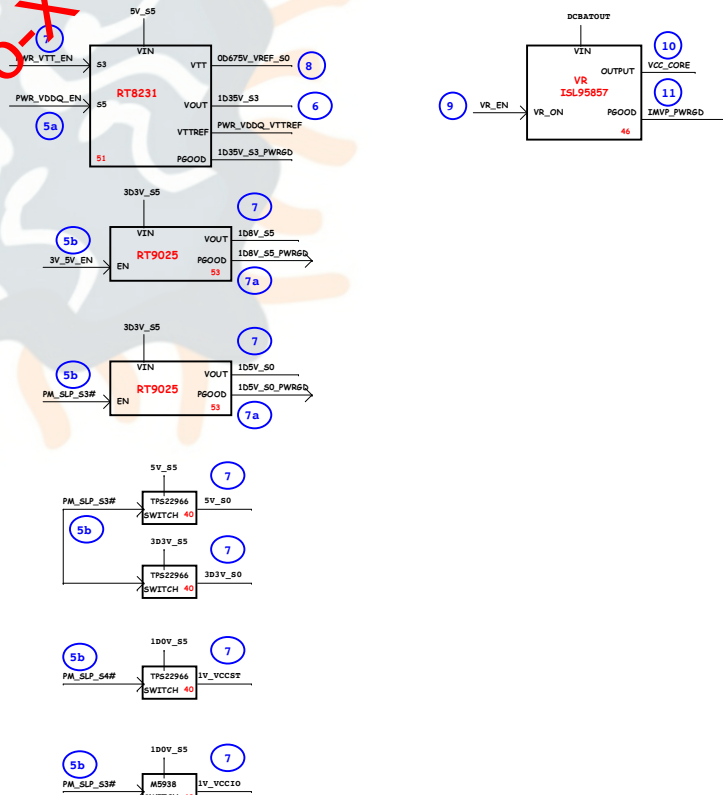 5V_S5
VIN
7
PWR_VTT_EN
S3
VTT
0D675V_VREF_S0
8
RT8231
PWR_VDDQ_EN
S5
VOUT
1D35V_S3
6
5a
VTTREF
PWR_VDDQ_VTTREF
51
PGOOD
1D35V_S3_PWRGD
DCBATOUT
VIN
10
OUTPUT
VCC_CORE
VR
ISL95857
11
9
VR_EN
VR_ON
PGOOD
IMVP_PWRGD
46
3D3V_S5
VIN
7
5b
VOUT
1D8V_S5
RT9025
3V_5V_EN
EN
PGOOD
1D8V_S5_PWRGD
53
7a
3D3V_S5
VIN
7
5b
VOUT
1D5V_S0
RT9025
PM_SLP_S3#
EN
PGOOD
1D5V_S0_PWRGD
53
7a
5V_S5
7
PM_SLP_S3#
TPS22966
5V_S0
SWITCH 40
5b
3D3V_S5
7
TPS22966
3D3V_S0
SWITCH 40
1D0V_S5
7
5b
PM_SLP_S4#
TPS22966
1V_VCCST
SWITCH 40
1D0V_S5
7
5b
PM_SLP_S3#
M5938
1V_VCCIO